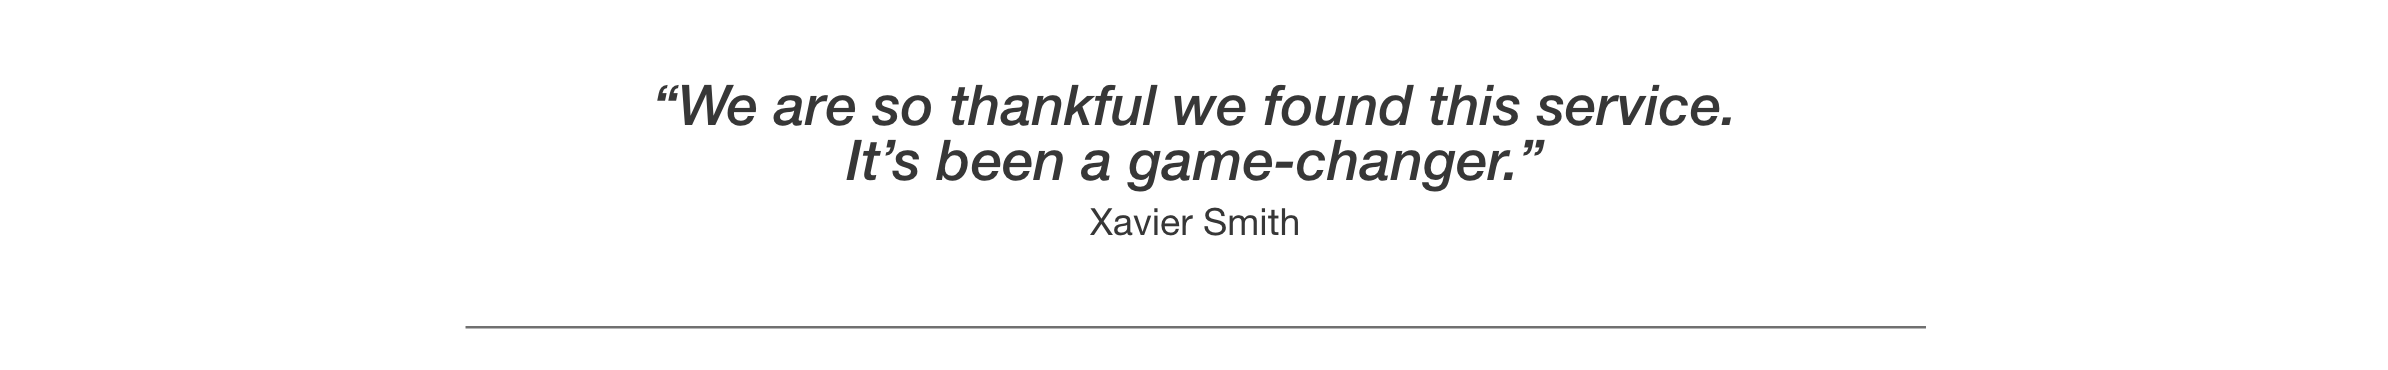 “We are so thankful we found this service.
It’s been a game-changer.”
Xavier Smith